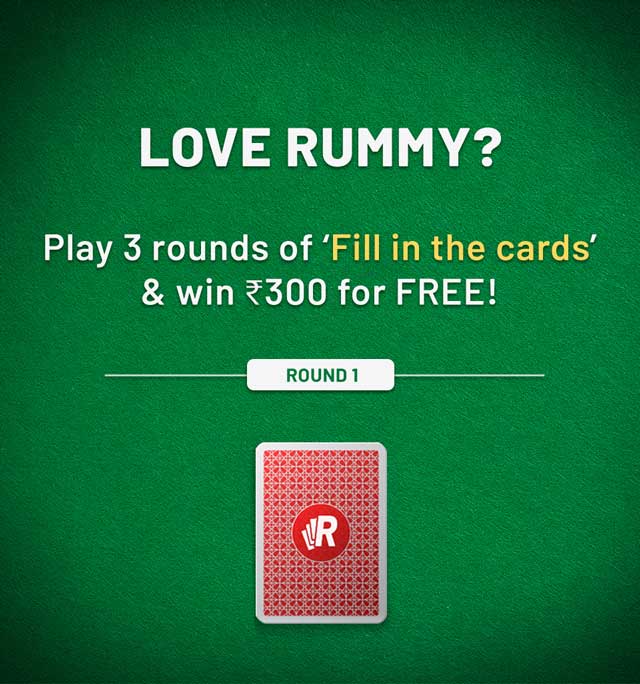 LOVE RUMMY?
Play 3 rounds of ‘Fill in the cards’
& win ₹300 for FREE!
ROUND 1
R